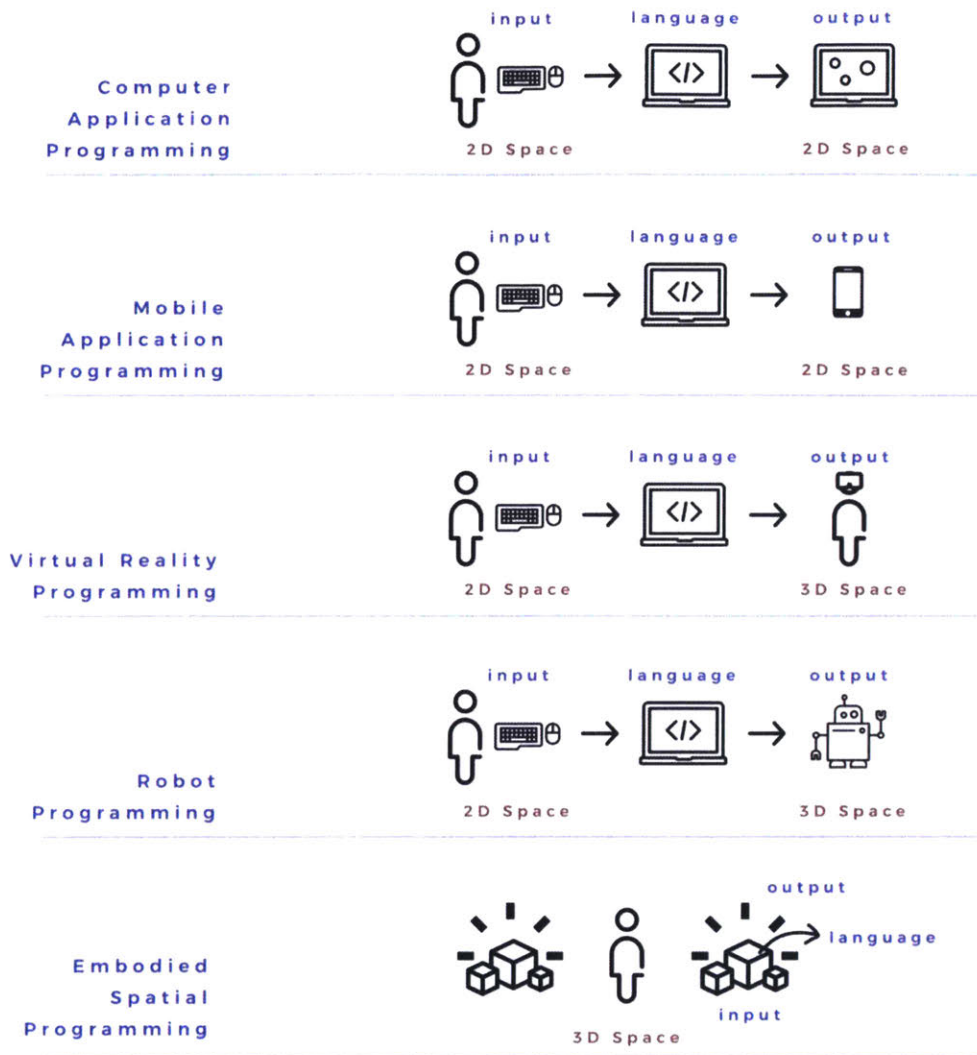 input language output
</>
Computer
Application
Programming
2D Space 2D Space
input language output
</>
Mobile
Application
Programming
2D Space 2D Space
input language output
</>
Virtual Reality
Programming
2D Space 3D Space
input language output
</>
Robot
Programming
2D Space 3D Space
output
language
Embodied
Spatial
Programming
input
3D Space